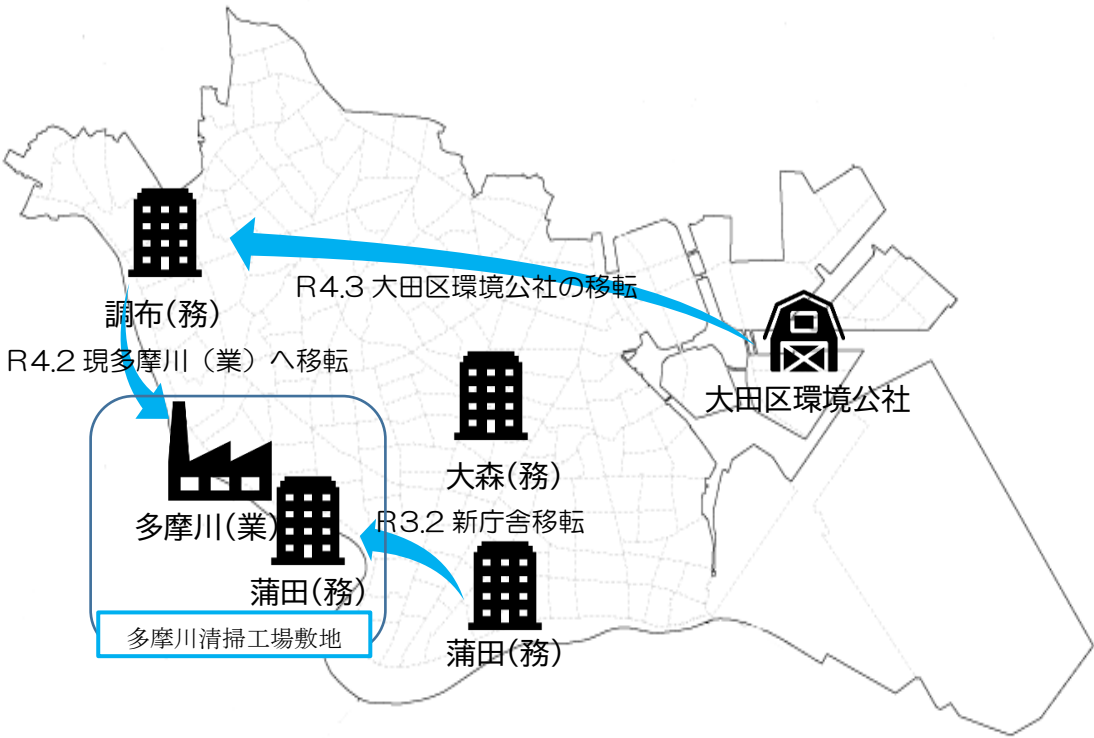 R4.3 大田区環境公社の移転
調布(務)
R4.2 現多摩川（業）へ移転
大田区環境公社
大森(務)
R3.2 新庁舎移転
多摩川(業)
蒲田(務)
多摩川清掃工場敷地
蒲田(務)